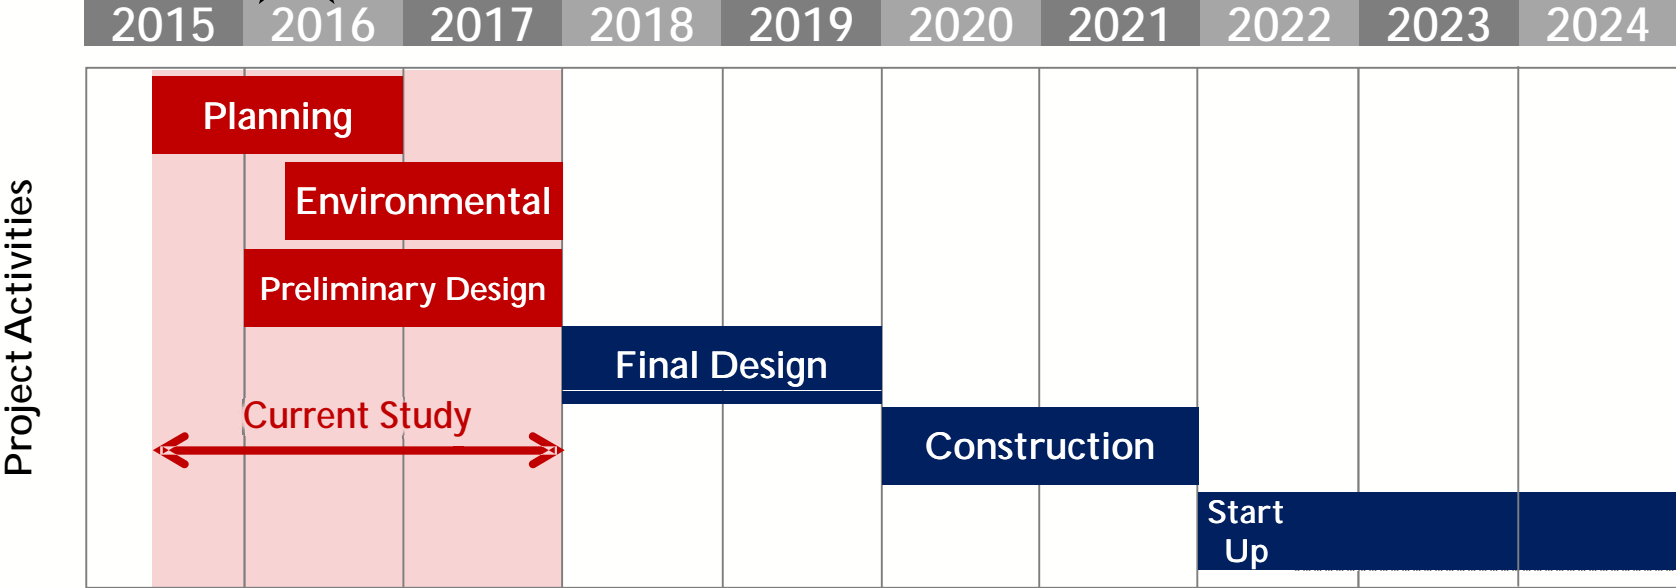 2015 2016 2017 2018 2019 2020 2021 2022 2023 2024
Project Activities
Planning
Environmental
Preliminary Design
Final Design
Current Study
Construction
Start
Up